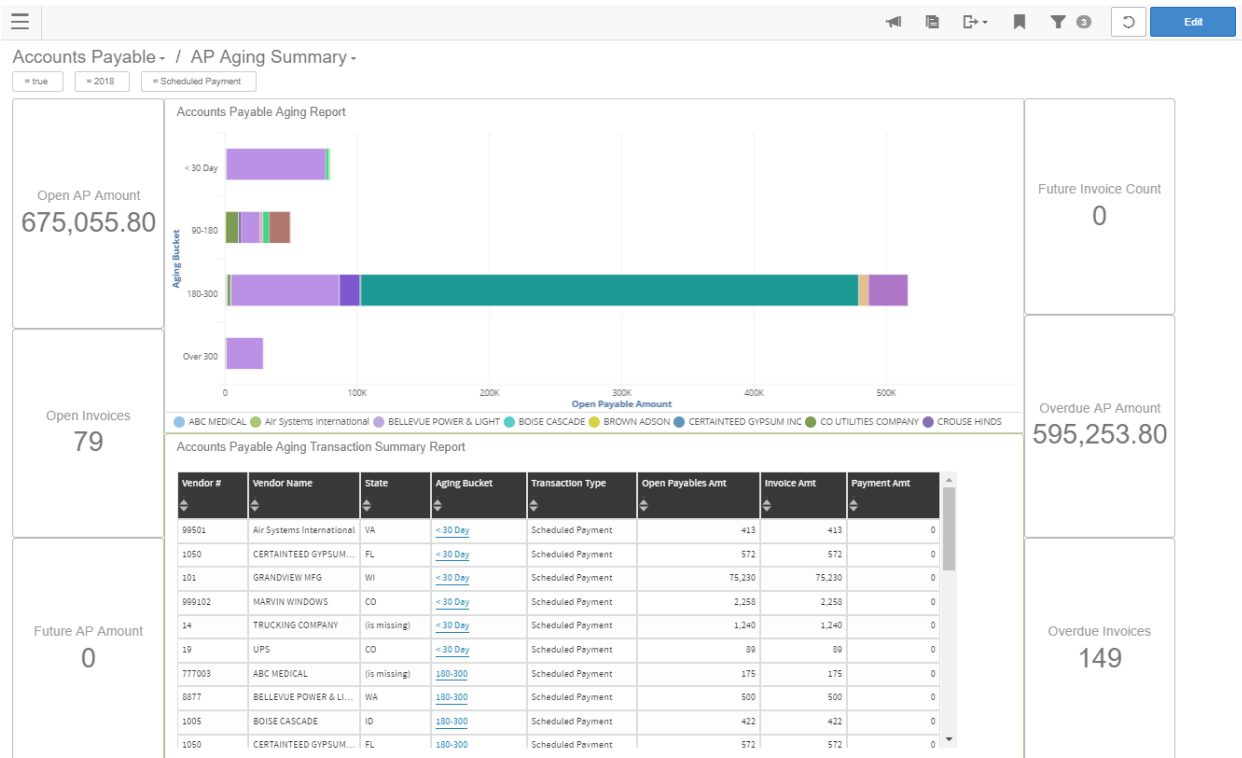 3 Edit
Accounts Payable / AP Aging Summary
= true = 2018 = Scheduled Payment
Open AP Amount
675,055.80
Open Invoices
79
Future AP Amount
0
Accounts Payable Aging Report
Aging Bucket
< 30 Day
90-180
180-300
Over 300
0 100K 200K 300K 400K 500K
Open Payable Amount
ABC MEDICAL Air Systems International BELLEVUE POWER & LIGHT BOISE CASCADE BROWN ADSON CERTAINTEED GYPSUM INC CO UTILITIES COMPANY CROUSE HINDS
Accounts Payable Aging Transaction Summary Report
Vendor # Vendor Name State Aging Bucket Transaction Type Open Payables Amt Invoice Amt Payment Amt
99501 Air Systems International VA < 30 Day Scheduled Payment 413 413 0
1050 CERTAINTEED GYPSUM... FL < 30 Day Scheduled Payment 572 572 0
101 GRANDVIEW MFG WI < 30 Day Scheduled Payment 75,230 75,230 0
999102 MARVIN WINDOWS CO < 30 Day Scheduled Payment 2,258 2,258 0
14 TRUCKING COMPANY (is missing) < 30 Day Scheduled Payment 1,240 1,240 0
19 UPS CO < 30 Day Scheduled Payment 89 89 0
777003 ABC MEDICAL (is missing) 180-300 Scheduled Payment 175 175 0
8877 BELLEVUE POWER & LI... WA 180-300 Scheduled Payment 500 500 0
1005 BOISE CASCADE ID 180-300 Scheduled Payment 422 422 0
1050 CERTAINTEED GYPSUM... FL 180-300 Scheduled Payment 572 572 0
Future Invoice Count
0
Overdue AP Amount
595,253.80
Overdue Invoices
149